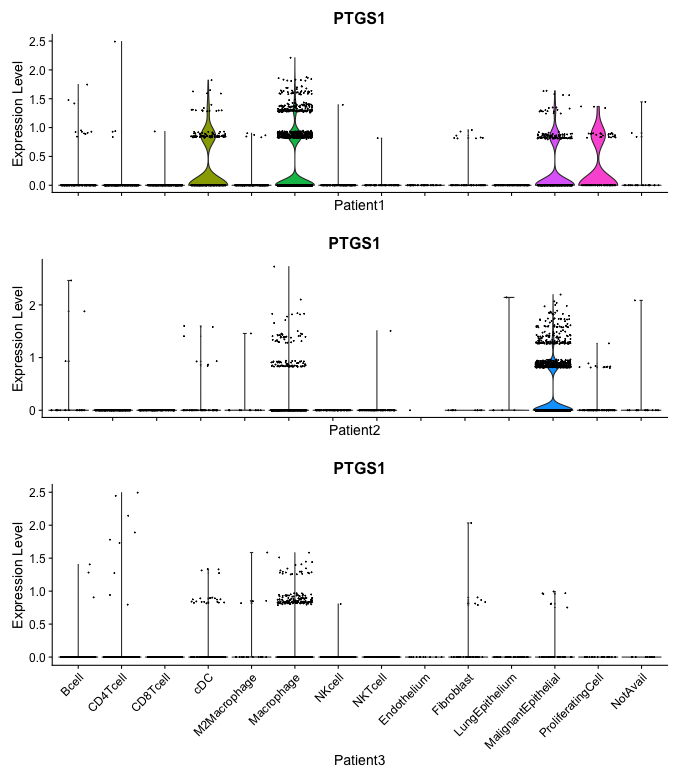 PTGS1
Expression Level
2.5
2.0
1.5
1.0
0.5
0.0
Patient1
PTGS1
Expression Level
2
1
0
Patient2
PTGS1
Expression Level
2.5
2.0
1.5
1.0
0.5
0.0
Bcell
CD4Tcell
CD8Tcell
cDC
M2Macrophage
Macrophage
NKcell
NKTcell
Endothelium
Fibroblast
LungEpithelium
MalignantEpithelial
ProliferatingCell
NotAvail
Patient3